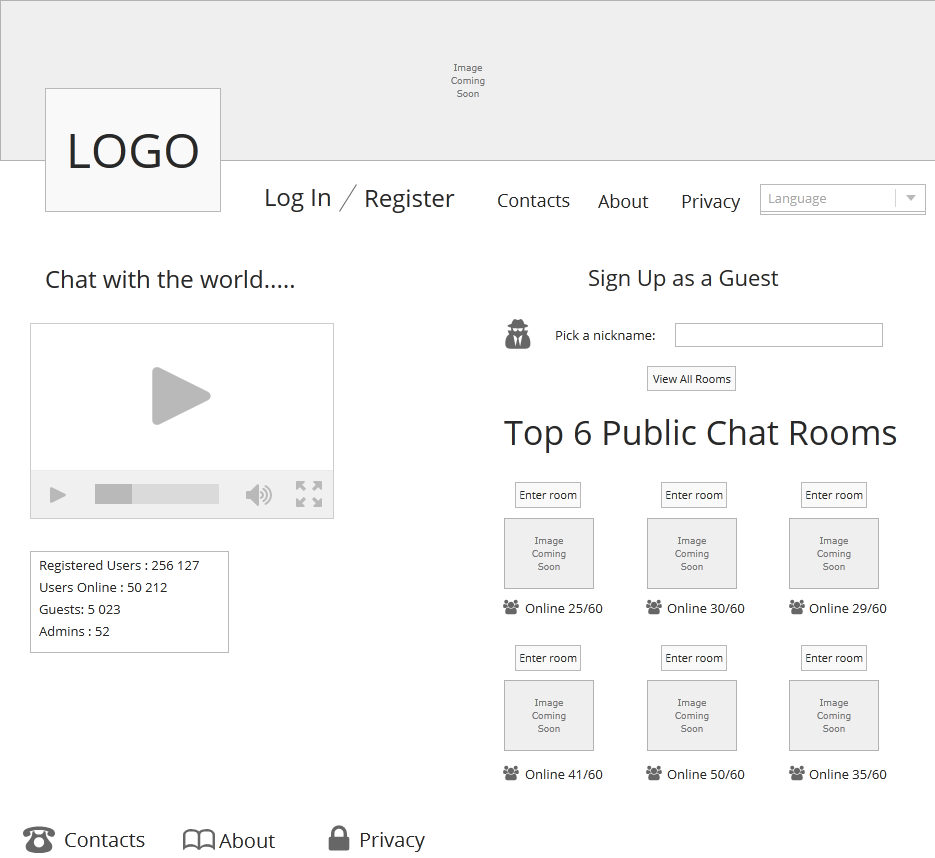 Image
Coming
Soon
LOGO
Log In / Register
Contacts
About
Privacy
Language
Chat with the world.....
Sign Up as a Guest
Pick a nickname:
View All Rooms
Top 6 Public Chat Rooms
Enter room
Enter room
Enter room
Image
Coming
Soon
Image
Coming
Soon
Image
Coming
Soon
Online 25/60
Online 30/60
Online 29/60
Registered Users : 256 127
Users Online : 50 212
Guests: 5 023
Admins : 52
Enter room
Enter room
Enter room
Image
Coming
Soon
Image
Coming
Soon
Image
Coming
Soon
Online 41/60
Online 50/60
Online 35/60
Contacts
About
Privacy